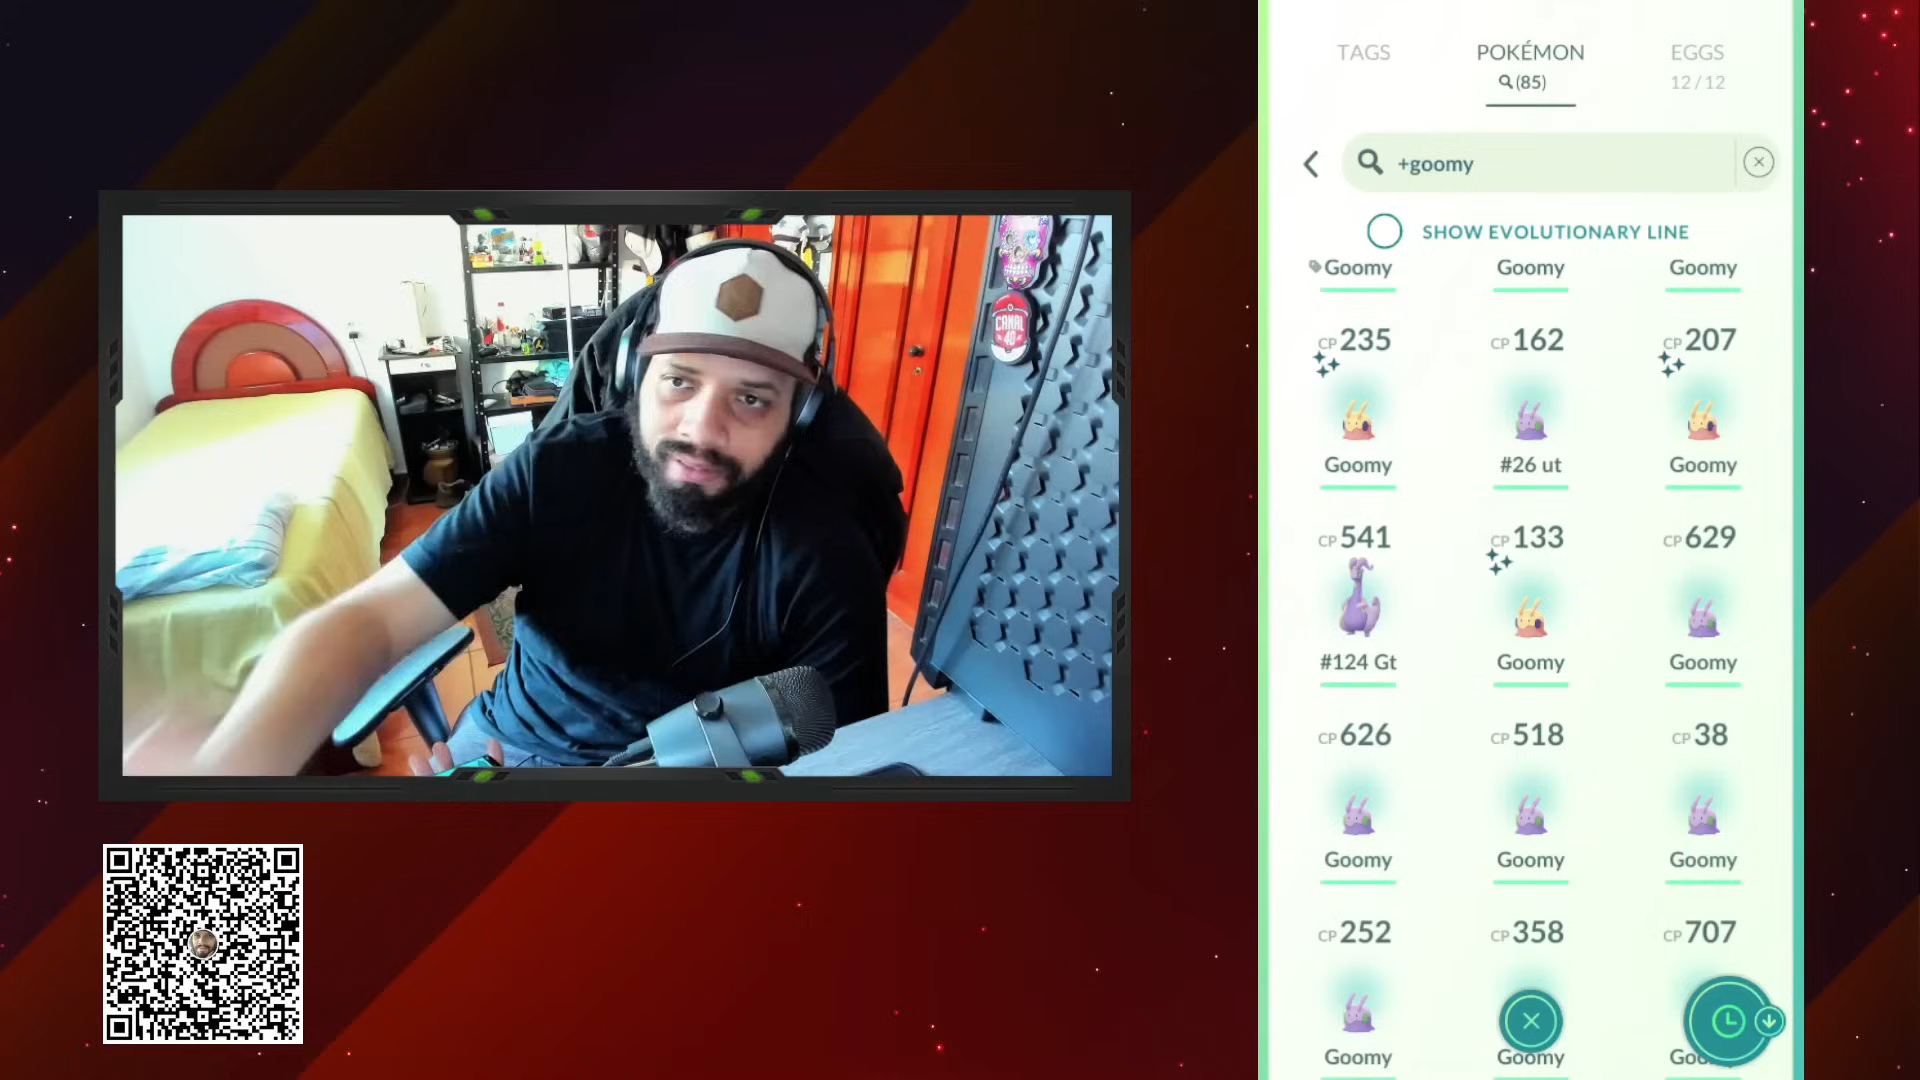 TAGS
POKÉMON
EGGS
(85)
12 / 12
+goomy
SHOW EVOLUTIONARY LINE
Goomy
Goomy
Goomy
CP235
CP162
CP207
Goomy
#26 ut
Goomy
CP541
CP133
CP629
#124 Gt
Goomy
Goomy
CP626
CP518
CP38
Goomy
Goomy
Goomy
CP252
CP358
CP707
Goomy
Goomy
CANAL
40